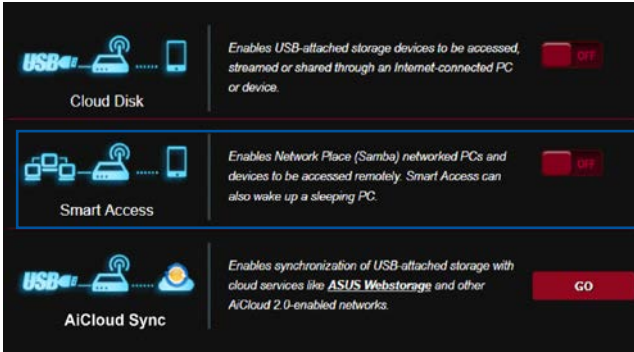 Enables USB-attached storage devices to be accessed,
USB
streamed or shared through an Internet-connected PC
OFF
or device.
Cloud Disk
Enables Network Place (Samba) networked PCs and
devices to be accessed remotely. Smart Access can
OFF
also wake up a sleeping PC.
Smart Access
Enables synchronization of USB-attached storage with
USB
cloud services like ASUS Webstorage and other
GO
AiCloud 2.0-enabled networks.
AiCloud Sync